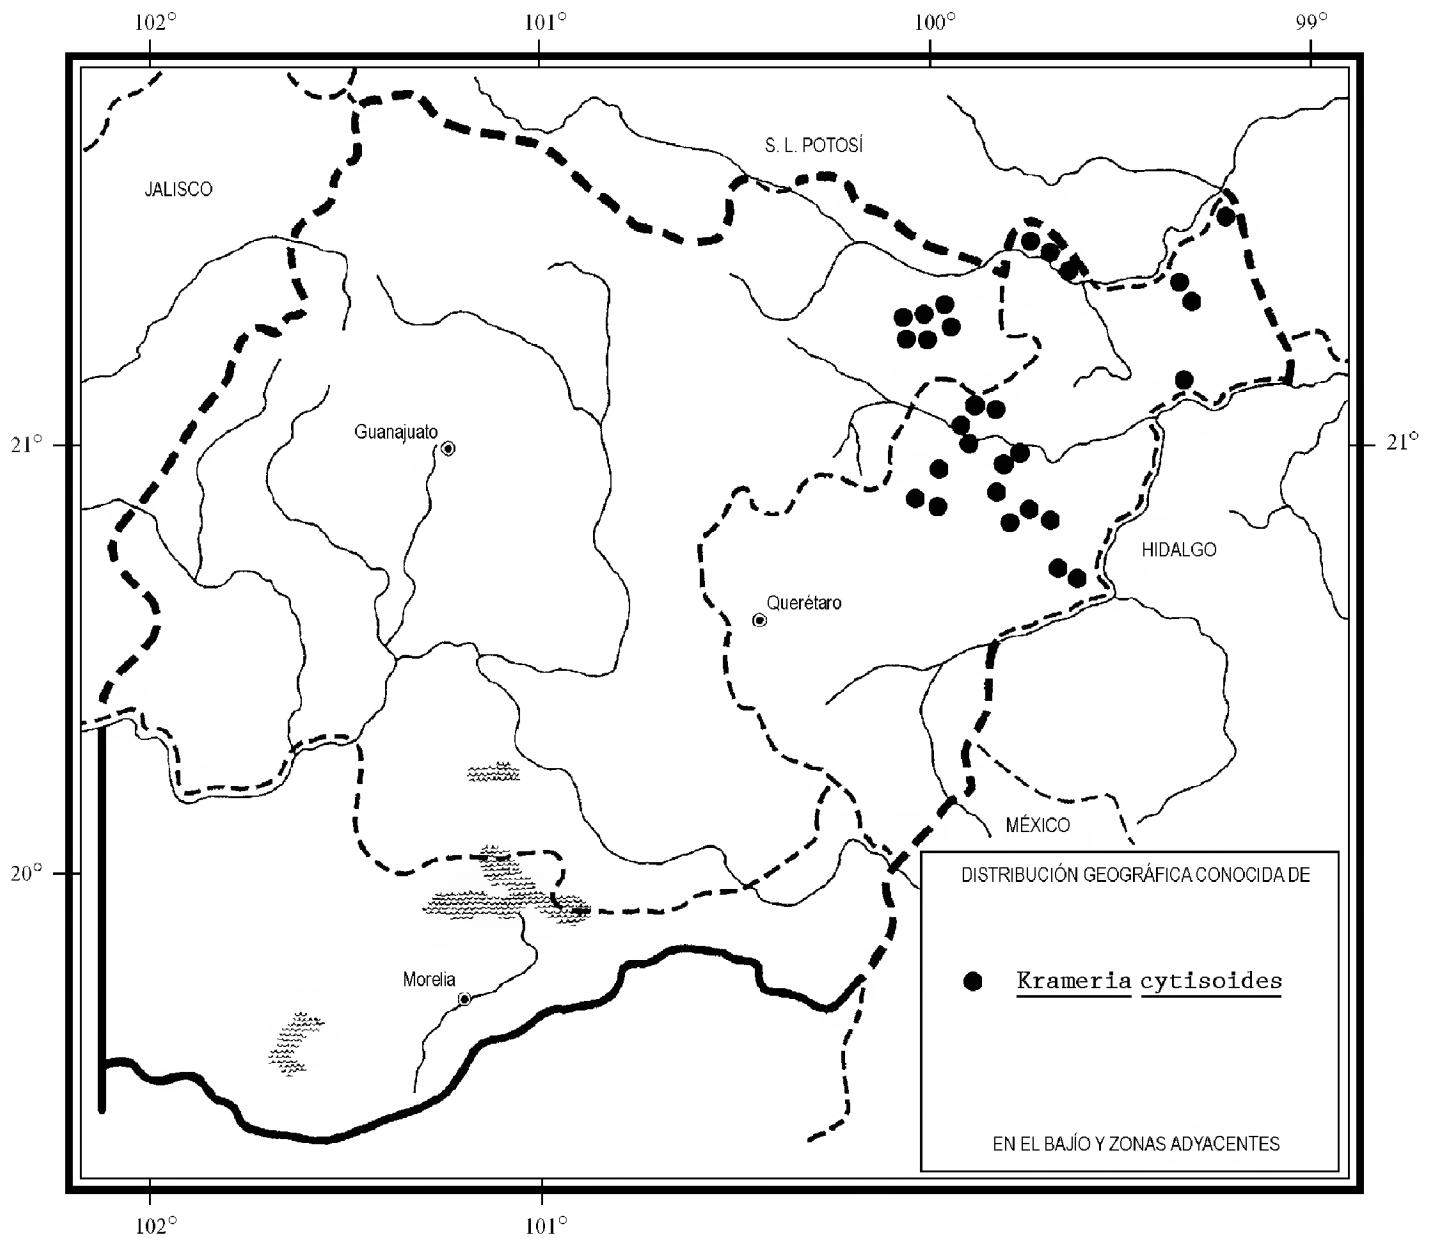 102° 101° 100° 99°
S. L. POTOSÍ
JALISCO
Guanajuato
21° 21°
HIDALGO
Querétaro
MÉXICO
20°
DISTRIBUCIÓN GEOGRÁFICA CONOCIDA DE
Krameria cytisoides
Morelia
EN EL BAJÍO Y ZONAS ADYACENTES
102° 101°